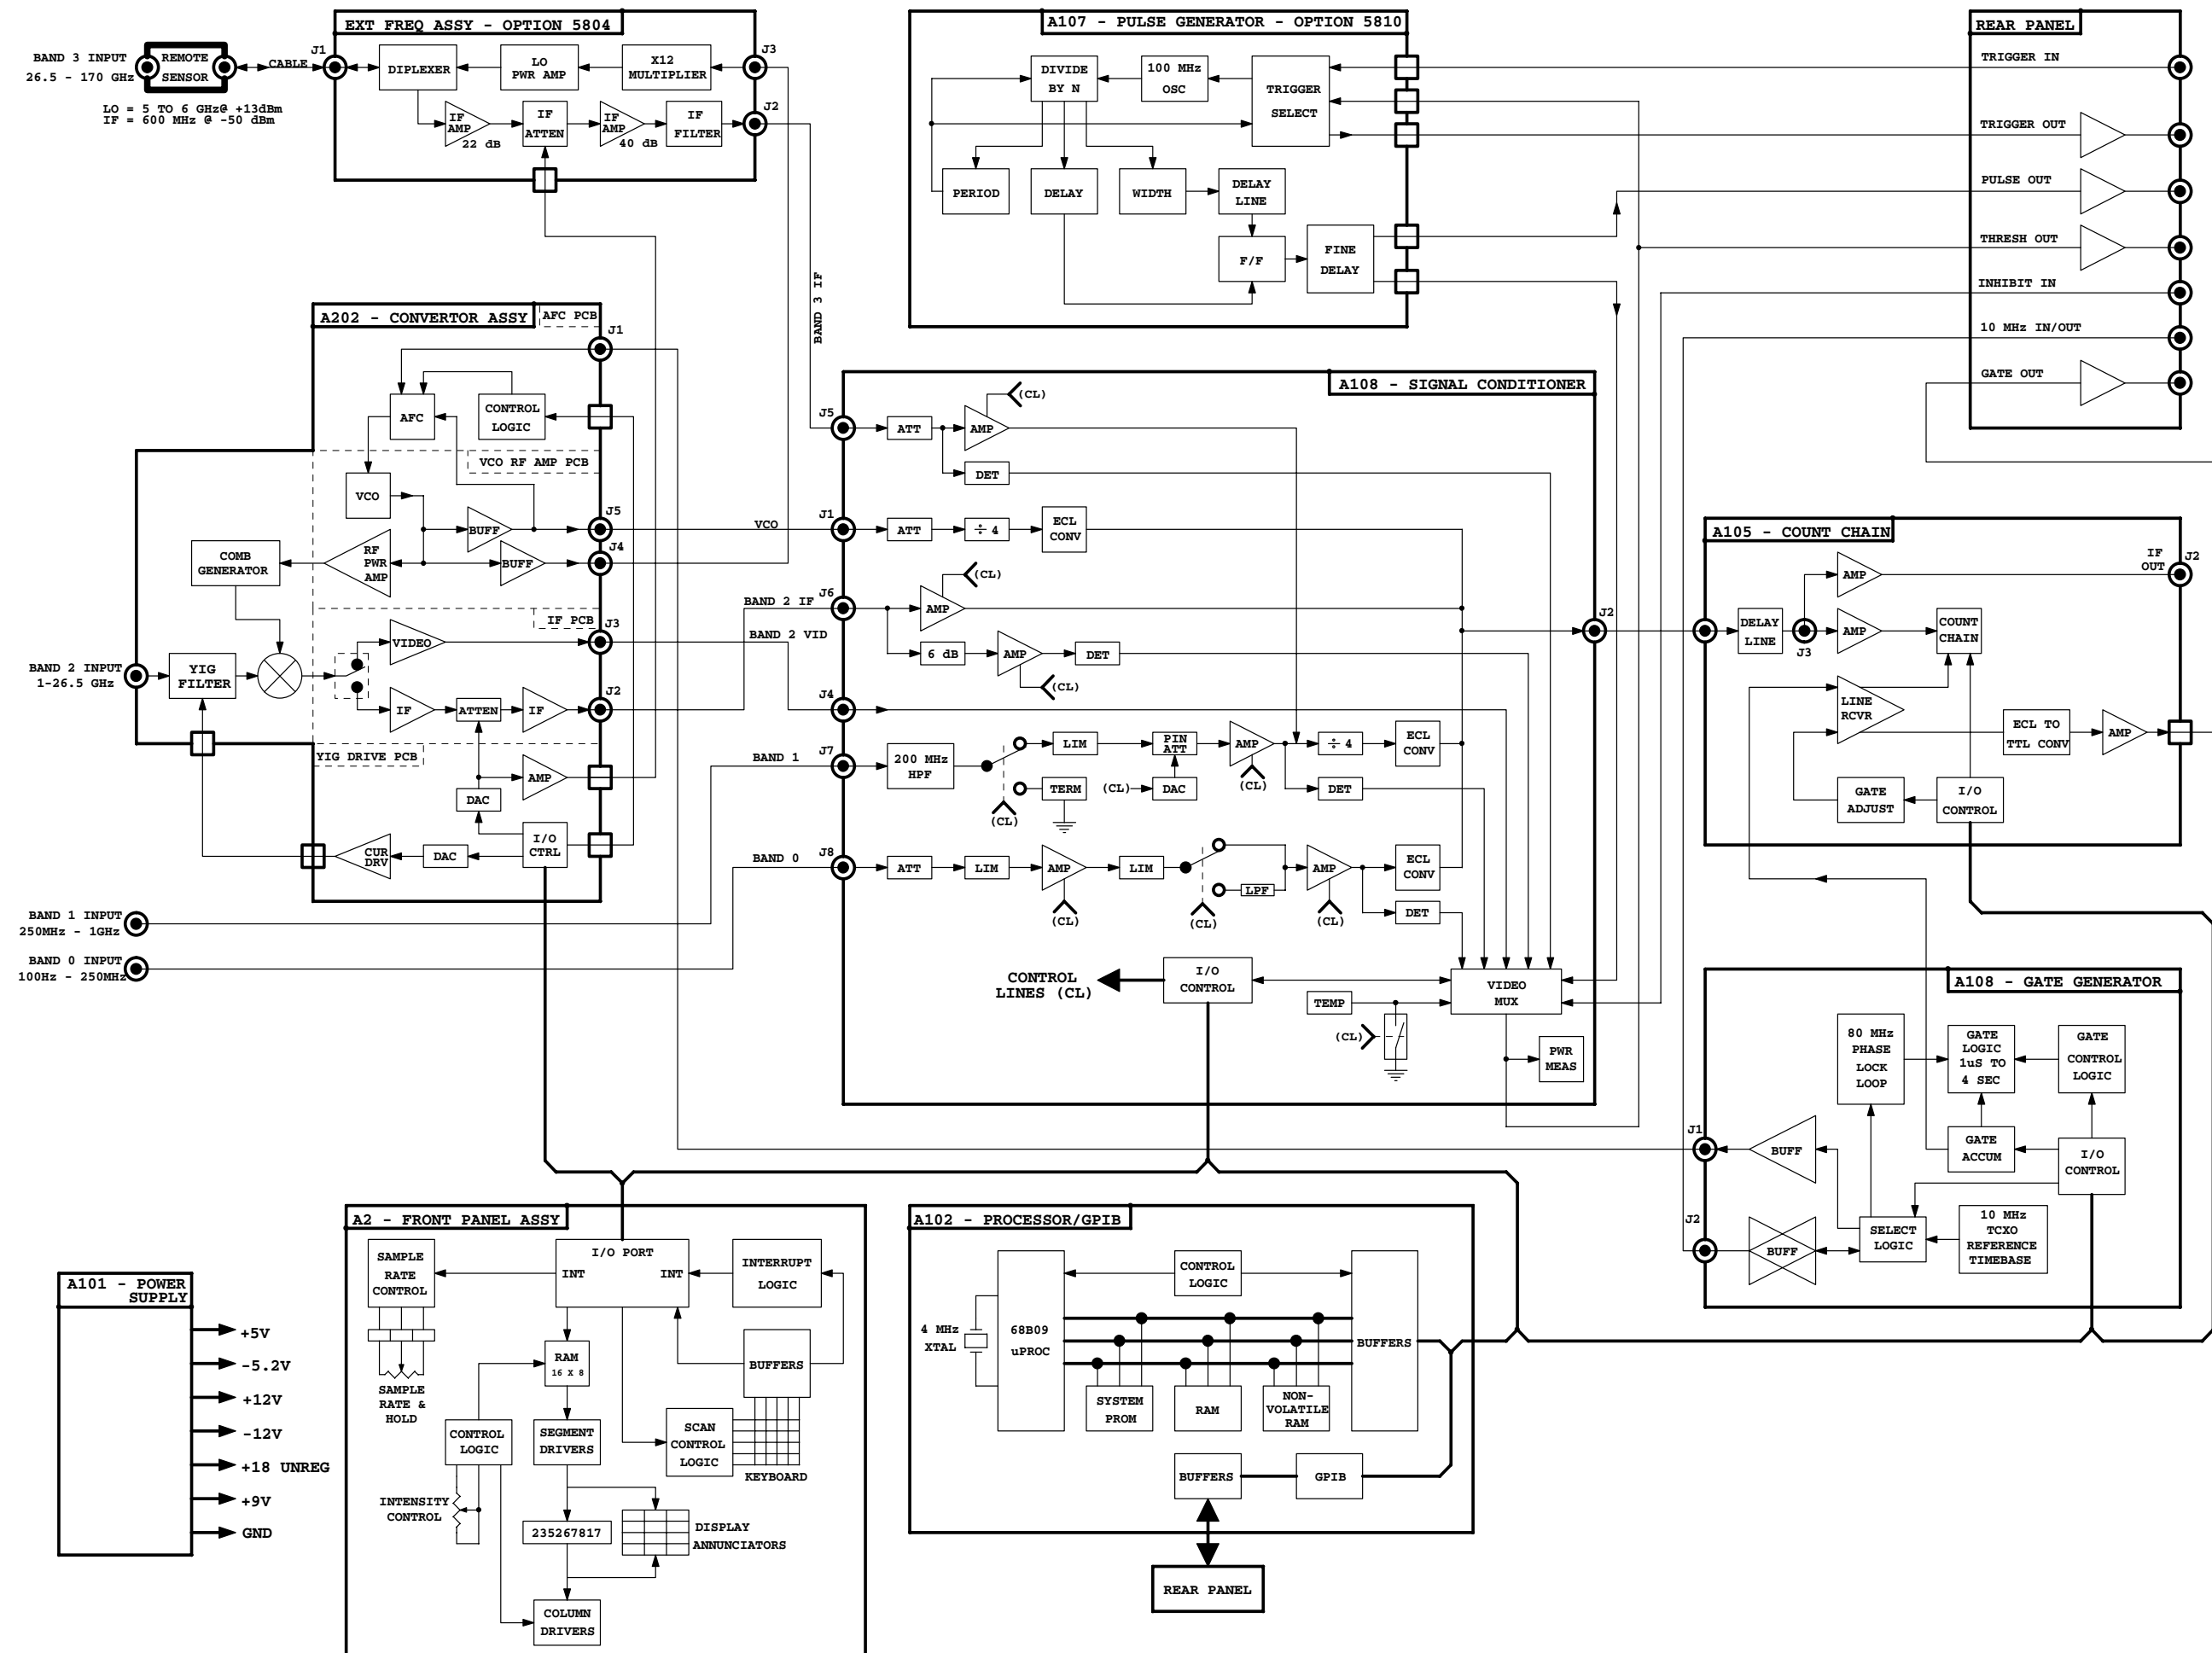 EXT FREQ ASSY - OPTION 5804
BAND 3 INPUT
26.5 - 170 GHz
REMOTE
SENSOR
CABLE
J1
LO = 5 TO 6 GHz@ +13dBm
IF = 600 MHz @ -50 dBm
DIPLEXER
LO
PWR AMP
X12
MULTIPLIER
J3
J2
IF
AMP
22 dB
IF
ATTEN
IF
AMP
40 dB
IF
FILTER
A107 - PULSE GENERATOR - OPTION 5810
DIVIDE
BY N
100 MHz
OSC
TRIGGER
SELECT
PERIOD
DELAY
WIDTH
DELAY
LINE
F/F
FINE
DELAY
REAR PANEL
TRIGGER IN
TRIGGER OUT
PULSE OUT
THRESH OUT
INHIBIT IN
10 MHz IN/OUT
GATE OUT
A202 - CONVERTOR ASSY
AFC PCB
J1
AFC
CONTROL
LOGIC
VCO RF AMP PCB
VCO
BUFF
J5
J4
COMB
GENERATOR
RF
PWR
AMP
BUFF
IF PCB
J3
VIDEO
BAND 2 INPUT
1-26.5 GHz
YIG
FILTER
IF
ATTEN
IF
J2
YIG DRIVE PCB
AMP
DAC
I/O
CTRL
CUR
DRV
DAC
BAND 1 INPUT
250MHz - 1GHz
BAND 0 INPUT
100Hz - 250MHz
BAND 3 IF
VCO
BAND 2 IF
BAND 2 VID
BAND 1
BAND 0
A108 - SIGNAL CONDITIONER
J5
ATT
AMP
(CL)
DET
J1
ATT
÷ 4
ECL
CONV
J6
AMP
(CL)
6 dB
AMP
DET
(CL)
J2
J4
J7
200 MHz
HPF
LIM
PIN
ATT
AMP
÷ 4
ECL
CONV
TERM
(CL)
DAC
(CL)
DET
(CL)
J8
ATT
LIM
AMP
LIM
LPF
AMP
ECL
CONV
DET
(CL)
(CL)
(CL)
CONTROL
LINES (CL)
I/O
CONTROL
VIDEO
MUX
TEMP
(CL)
PWR
MEAS
A105 - COUNT CHAIN
IF
OUT
J2
AMP
DELAY
LINE
J3
AMP
COUNT
CHAIN
LINE
RCVR
ECL TO
TTL CONV
AMP
GATE
ADJUST
I/O
CONTROL
A108 - GATE GENERATOR
80 MHz
PHASE
LOCK
LOOP
GATE
LOGIC
1uS TO
4 SEC
GATE
CONTROL
LOGIC
J1
BUFF
GATE
ACCUM
I/O
CONTROL
J2
BUFF
SELECT
LOGIC
10 MHz
TCXO
REFERENCE
TIMEBASE
A101 - POWER
SUPPLY
+5V
-5.2V
+12V
-12V
+18 UNREG
+9V
GND
A2 - FRONT PANEL ASSY
SAMPLE
RATE
CONTROL
I/O PORT
INT
INT
INTERRUPT
LOGIC
SAMPLE
RATE &
HOLD
RAM
16 X 8
BUFFERS
CONTROL
LOGIC
SEGMENT
DRIVERS
SCAN
CONTROL
LOGIC
KEYBOARD
INTENSITY
CONTROL
235267817
DISPLAY
ANNUNCIATORS
COLUMN
DRIVERS
A102 - PROCESSOR/GPIB
4 MHz
XTAL
68B09
uPROC
CONTROL
LOGIC
BUFFERS
SYSTEM
PROM
RAM
NON-
VOLATILE
RAM
BUFFERS
GPIB
REAR PANEL